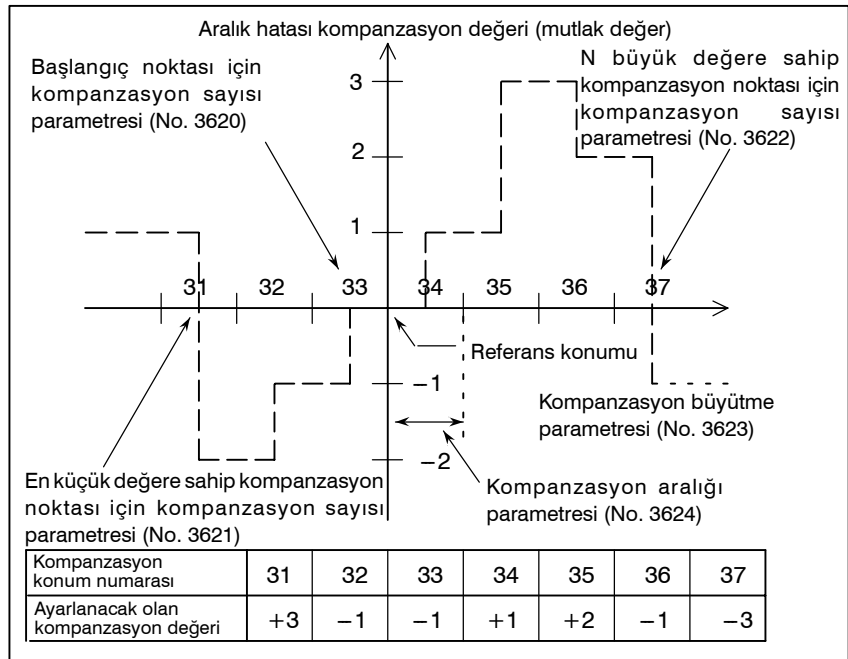 Aralık hatası kompanzasyon değeri (mutlak değer)
Başlangıç noktası için
kompanzasyon sayısı
parametresi (No. 3620)
N büyük değere sahip
kompanzasyon noktası için
kompanzasyon sayısı
parametresi (No. 3622)
3
2
1
31 32 33 34 35 36 37
Referans konumu
−1
−2
Kompanzasyon büyütme
parametresi (No. 3623)
En küçük değere sahip kompanzasyon
noktası için kompanzasyon sayısı
parametresi (No. 3621)
Kompanzasyon aralığı
parametresi (No. 3624)
Kompanzasyon
konum numarası
31 32 33 34 35 36 37
Ayarlanacak olan
kompanzasyon değeri
+3 −1 −1 +1 +2 −1 −3